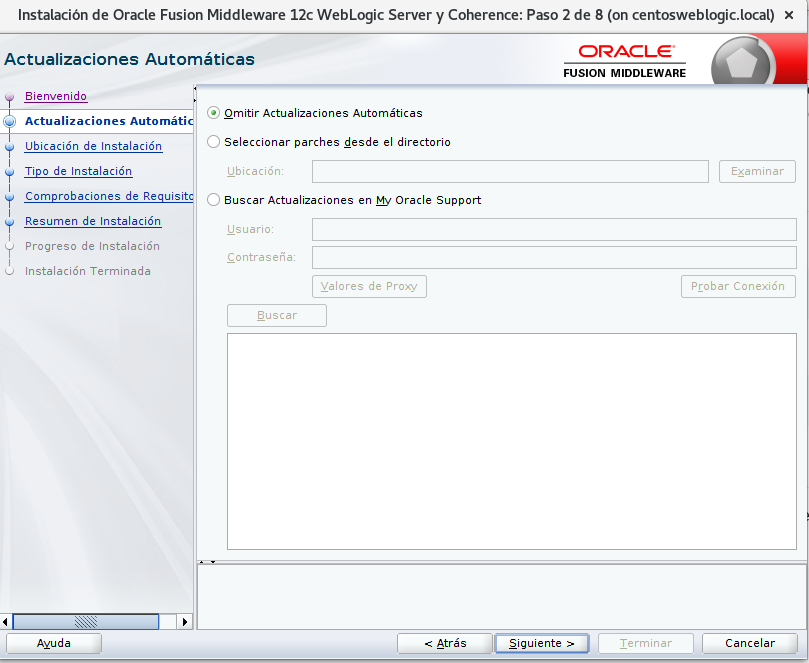 Instalación de Oracle Fusion Middleware 12c WebLogic Server y Coherence: Paso 2 de 8 (on centosweblogic.local) ×
Actualizaciones Automáticas
ORACLE
FUSION MIDDLEWARE
Bienvenido
Actualizaciones Automátic
Ubicación de Instalación
Tipo de Instalación
Comprobaciones de Requisito
Resumen de Instalación
Progreso de Instalación
Instalación Terminada
Omitir Actualizaciones Automáticas
Seleccionar parches desde el directorio
Ubicación:
Examinar
Buscar Actualizaciones en My Oracle Support
Usuario:
Contraseña:
Valores de Proxy
Probar Conexión
Buscar
Ayuda
< Atrás
Siguiente >
Terminar
Cancelar